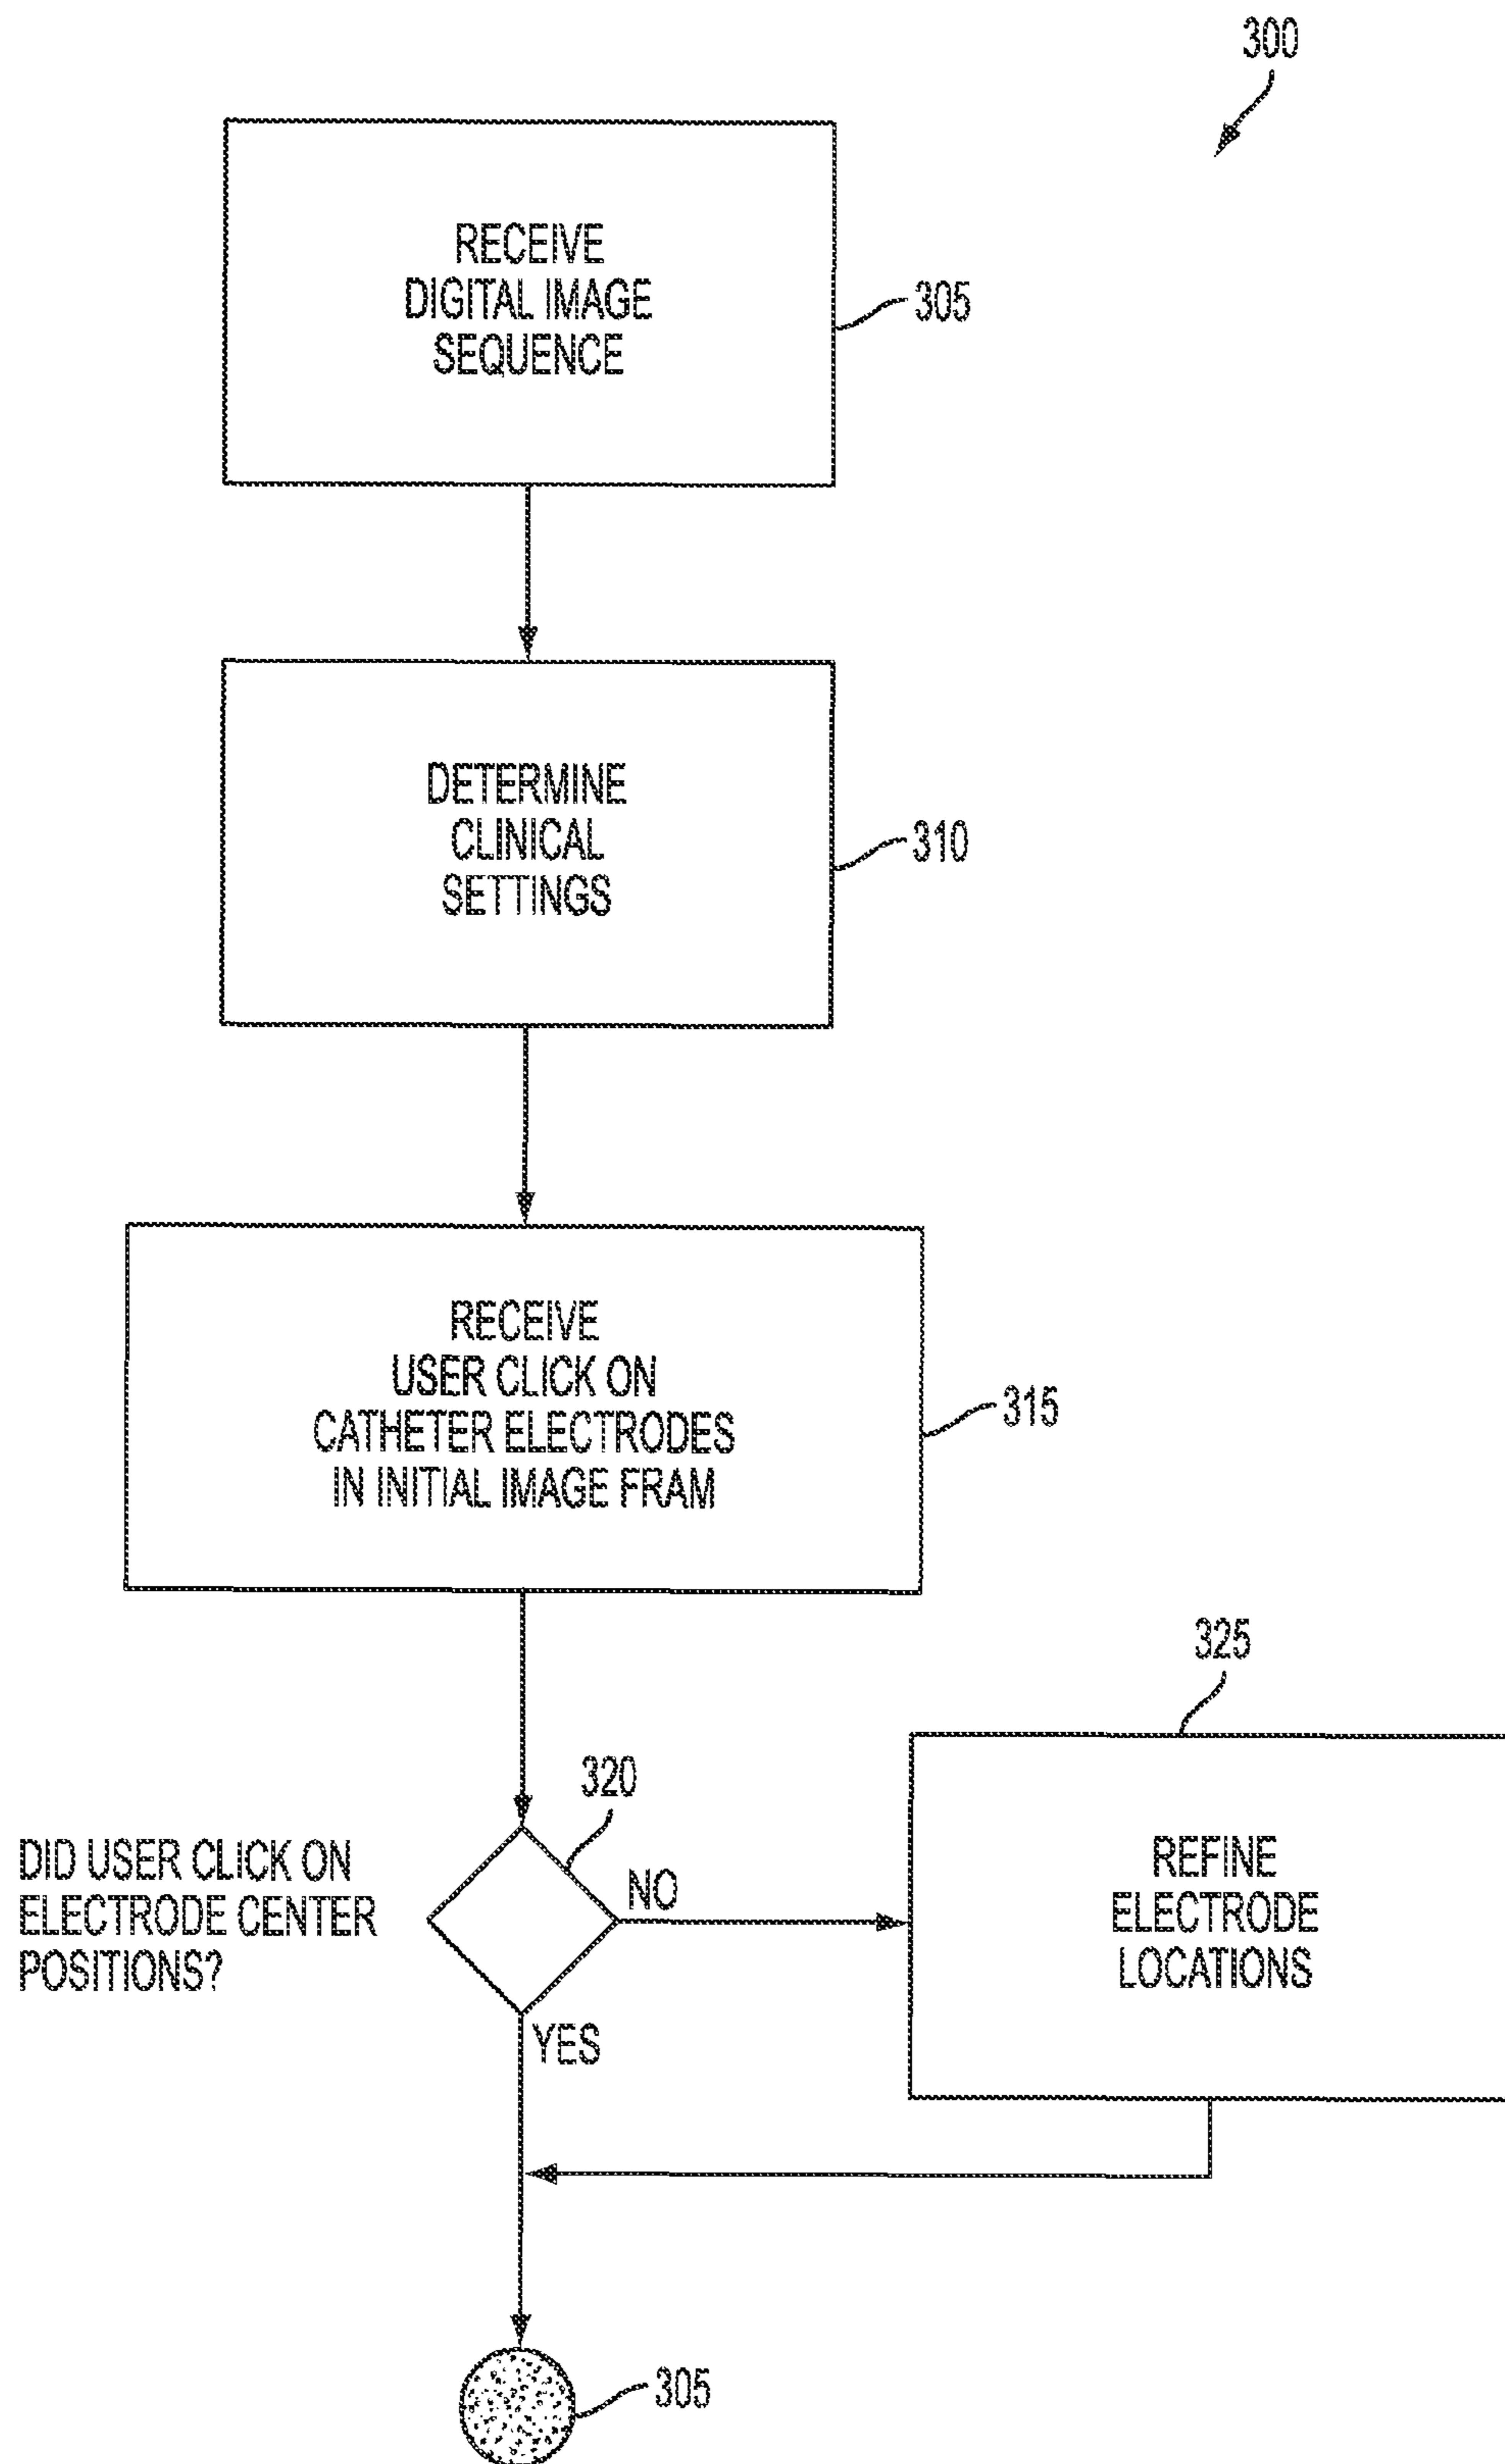 300
RECEIVE
DIGITAL IMAGE
SEQUENCE
305
DETERMINE
CLINICAL
SETTINGS
310
RECEIVE
USER CLICK ON
CATHETER ELECTRODES
IN INITIAL IMAGE FRAM
315
325
320
DID USER CLICK ON
ELECTRODE CENTER
POSITIONS?
NO
REFINE
ELECTRODE
LOCATIONS
YES
305